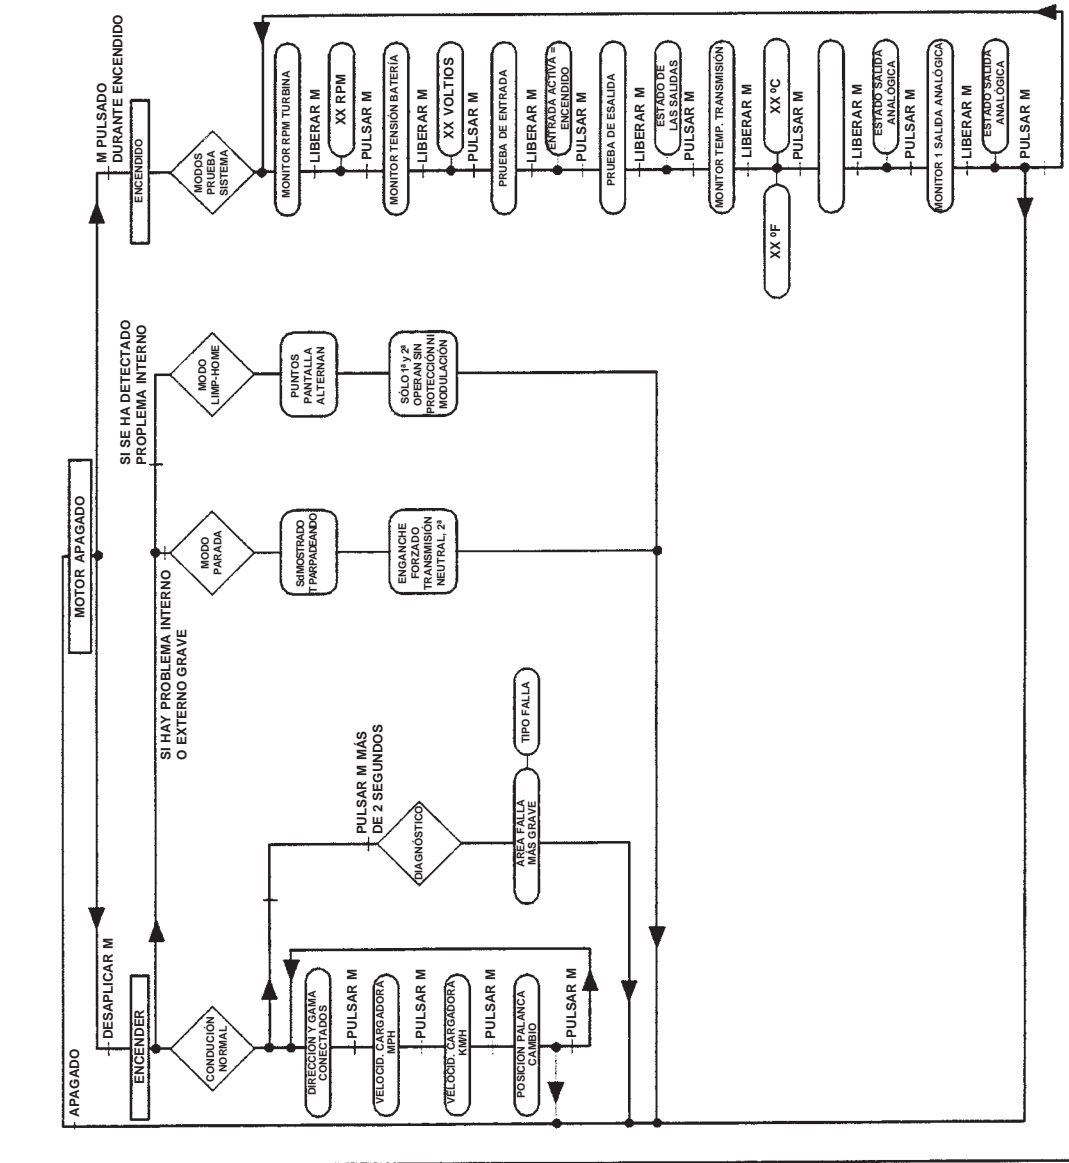 APAGADO
DESAPLICAR M
ENCENDER
CONDUCIÓN
NORMAL
DIRECCION Y GAMA
CONECTADOS
PULSAR M
VELOCID. CARGADORA
MPH
PULSAR M
VELOCID. CARGADORA
KM/H
PULSAR M
POSICION PALANCA
CAMBIO
PULSAR M
PULSAR M MÁS
DE 2 SEGUNDOS
DIAGNÓSTICO
AREA FALLA
MÁS GRAVE
TIPO FALLA
MOTOR APAGADO
SI HAY PROBLEMA INTERNO
O EXTERNO GRAVE
MODO
PARADA
Sd MOSTRADO
T PARPADEANDO
ENGANCHE
FORZADO
TRANSMISIÓN
NEUTRAL, 2ª
SI SE HA DETECTADO
PROPLEMA INTERNO
MODO
LIMP-HOME
PUNTOS
PANTALLA
ALTERNAN
SÓLO 1ª y 2ª
OPERAN SIN
PROTECCIÓN NI
MODULACIÓN
M PULSADO
DURANTE ENCENDIDO
ENCENDIDO
MODOS
PRUEBA
SISTEMA
MONITOR RPM TURBINA
LIBERAR M
XX RPM
PULSAR M
MONITOR TENSIÓN BATERÍA
LIBERAR M
XX VOLTIOS
PULSAR M
PRUEBA DE ENTRADA
LIBERAR M
ENTRADA ACTIVA =
ENCENDIDO
PULSAR M
PRUEBA DE ESALIDA
LIBERAR M
ESTADO DE
LAS SALIDAS
PULSAR M
MONITOR TEMP. TRANSMISIÓN
LIBERAR M
XX ºF
XX ºC
PULSAR M
LIBERAR M
ESTADO SALIDA
ANALÓGICA
PULSAR M
MONITOR 1 SALIDA ANALÓGICA
LIBERAR M
ESTADO SALIDA
ANALÓGICA
PULSAR M